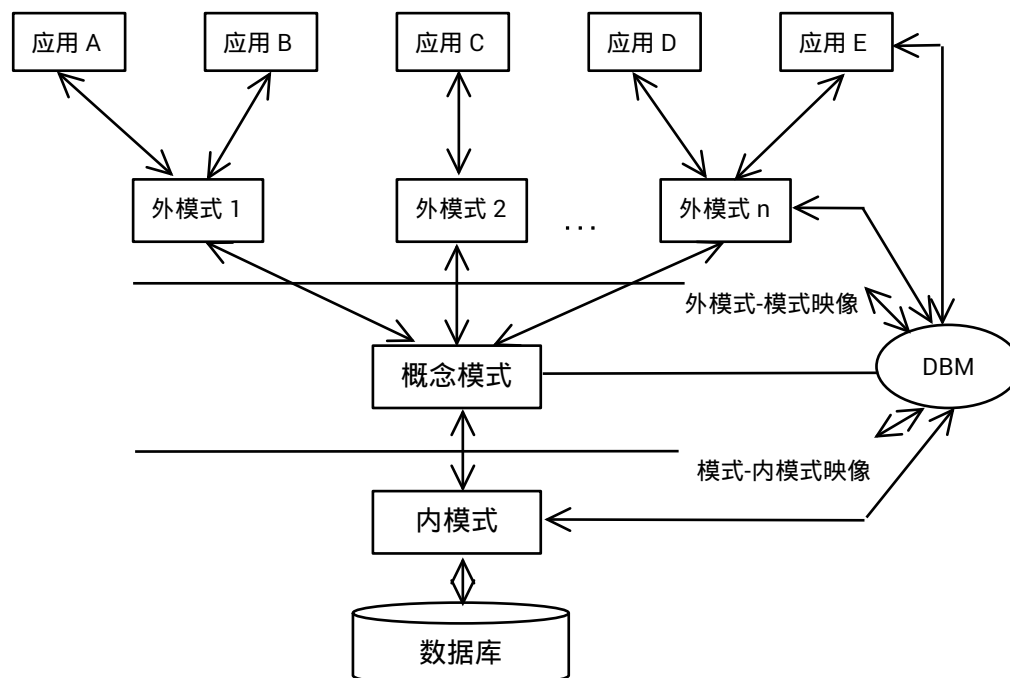 应用 A
应用 B
应用 C
应用 D
应用 E
外模式 1
外模式 2
...
外模式 n
外模式-模式映像
DBM
概念模式
模式-内模式映像
内模式
数据库